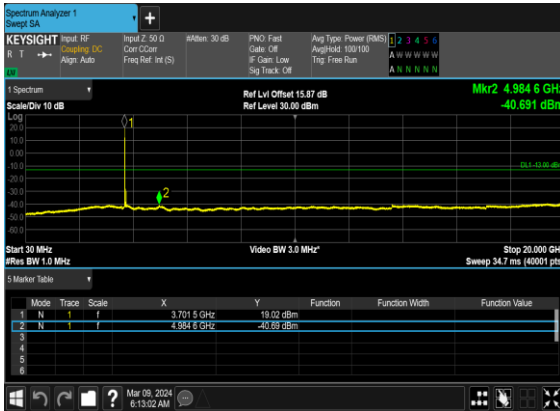 Spectrum Analyzer 1
Swept SA
KEYSIGHT
R T
Input: RF
Coupling: DC
Align: Auto
Input Z: 50 Ω
Corr CCorr
Freq Ref: Int (S)
#Atten: 30 dB
PNO: Fast
Gate: Off
IF Gain: Low
Sig Track: Off
Avg Type: Power (RMS)
Avg|Hold: 100/100
Trig: Free Run
1 2 3 4 5 6
A W W W W W
A N N N N N
1 Spectrum
Scale/Div 10 dB
Ref Lvl Offset 15.87 dB
Ref Level 30.00 dBm
Mkr2 4.984 6 GHz
-40.691 dBm
Log
20.0
10.0
0.00
-10.0
-20.0
-30.0
-40.0
-50.0
-60.0
1
2
DL1 -13.00 dBm
Start 30 MHz
#Res BW 1.0 MHz
Video BW 3.0 MHz*
Stop 20.000 GH
Sweep 34.7 ms (40001 pts
5 Marker Table
Mode Trace Scale X Y Function Function Width Function Value
1 N 1 f 3.701 5 GHz 19.02 dBm
2 N 1 f 4.984 6 GHz -40.69 dBm
3
4
5
6
?
Mar 09, 2024
6:13:02 AM